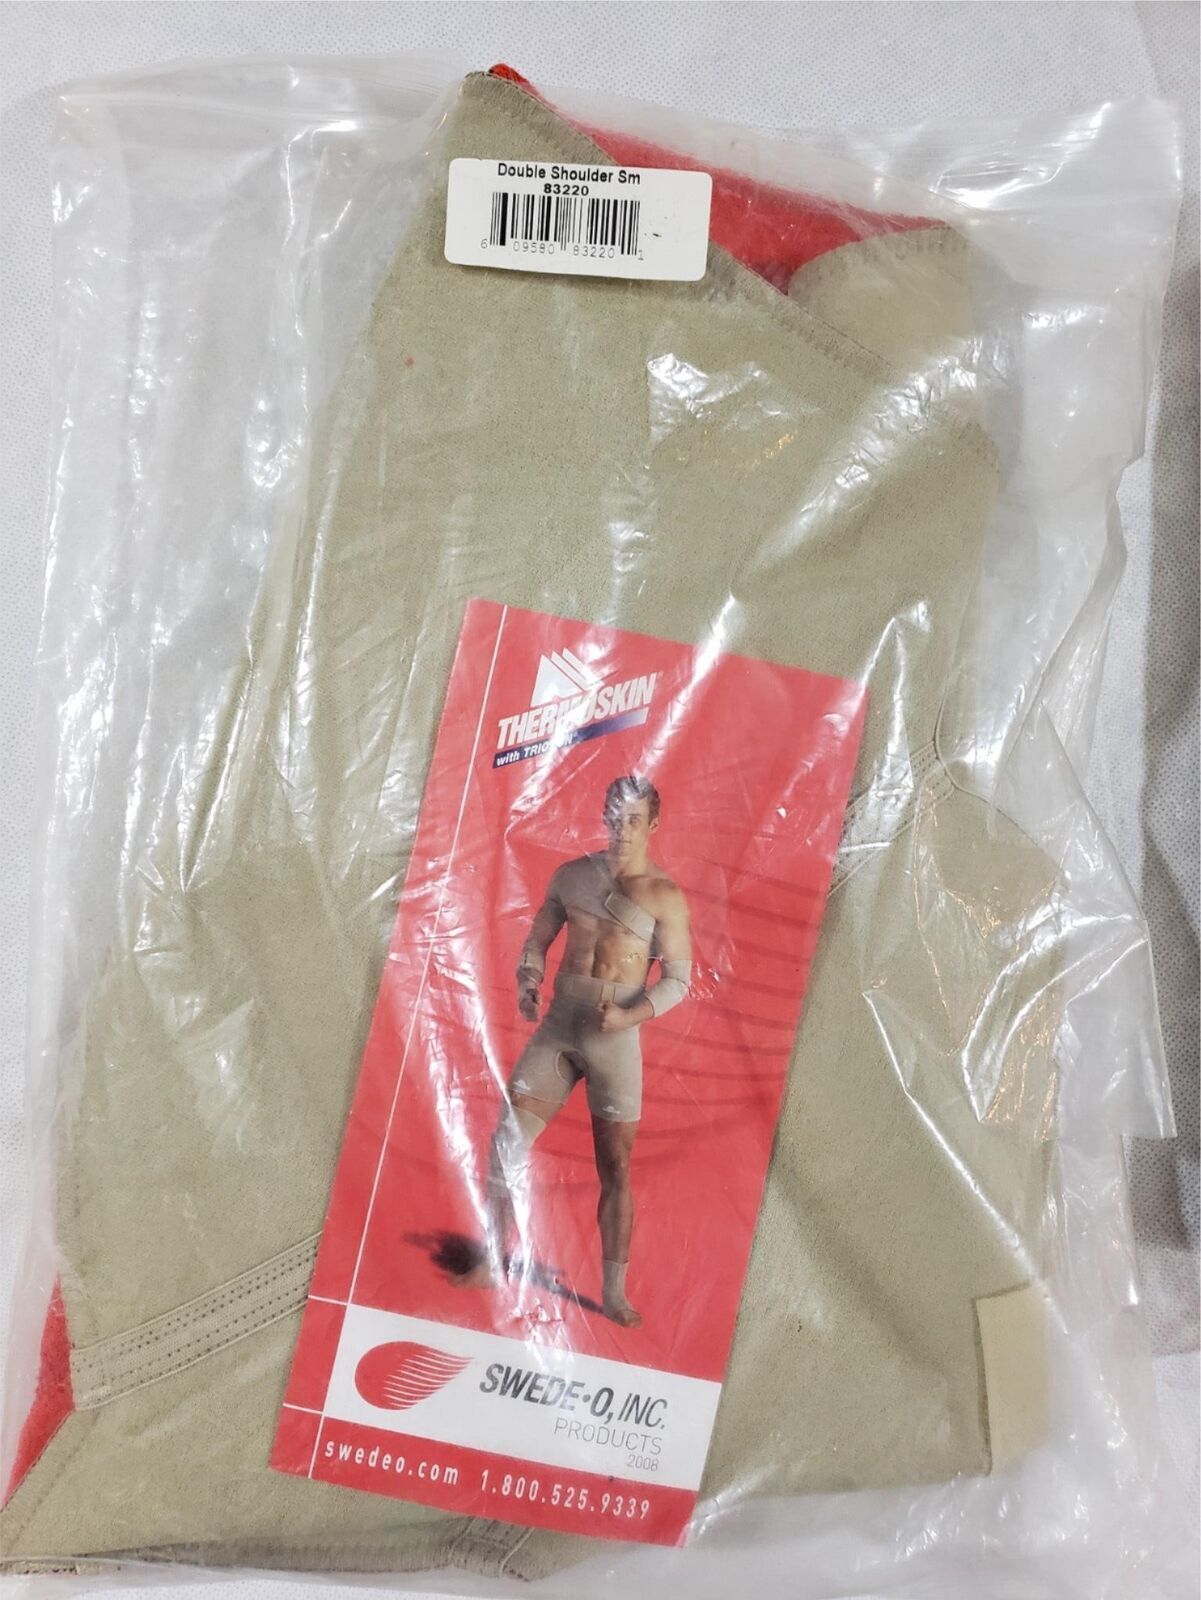 Double Shoulder Sm
83220
6 09580 83220 1
THERMOSKIN
with TRIOXON
SWEDE·O, INC.
PRODUCTS
2008
swedeo.com 1.800.525.9339